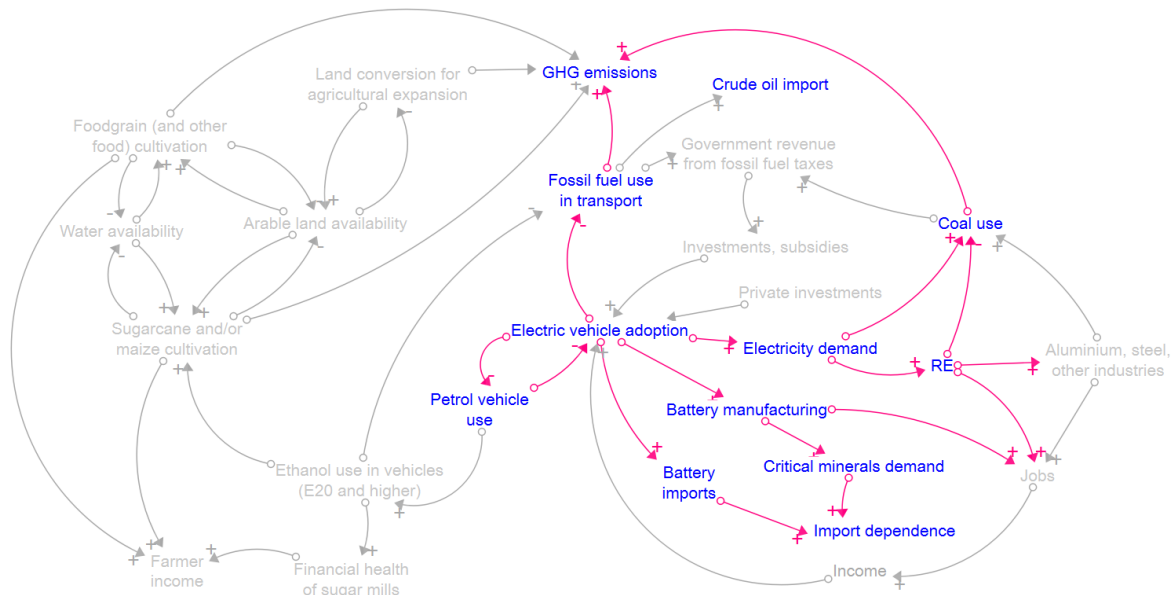 GHG emissions
Land conversion for
agricultural expansion
Crude oil import
Foodgrain (and other
food) cultivation
Government revenue
from fossil fuel taxes
Fossil fuel use
in transport
Water availability
Arable land availability
Coal use
Investments, subsidies
Private investments
Sugarcane and/or
maize cultivation
Electric vehicle adoption
Electricity demand
RE
Aluminium, steel,
other industries
Petrol vehicle
use
Battery manufacturing
Ethanol use in vehicles
(E20 and higher)
Battery
imports
Critical minerals demand
Jobs
Import dependence
Farmer
income
Financial health
of sugar mills
Income